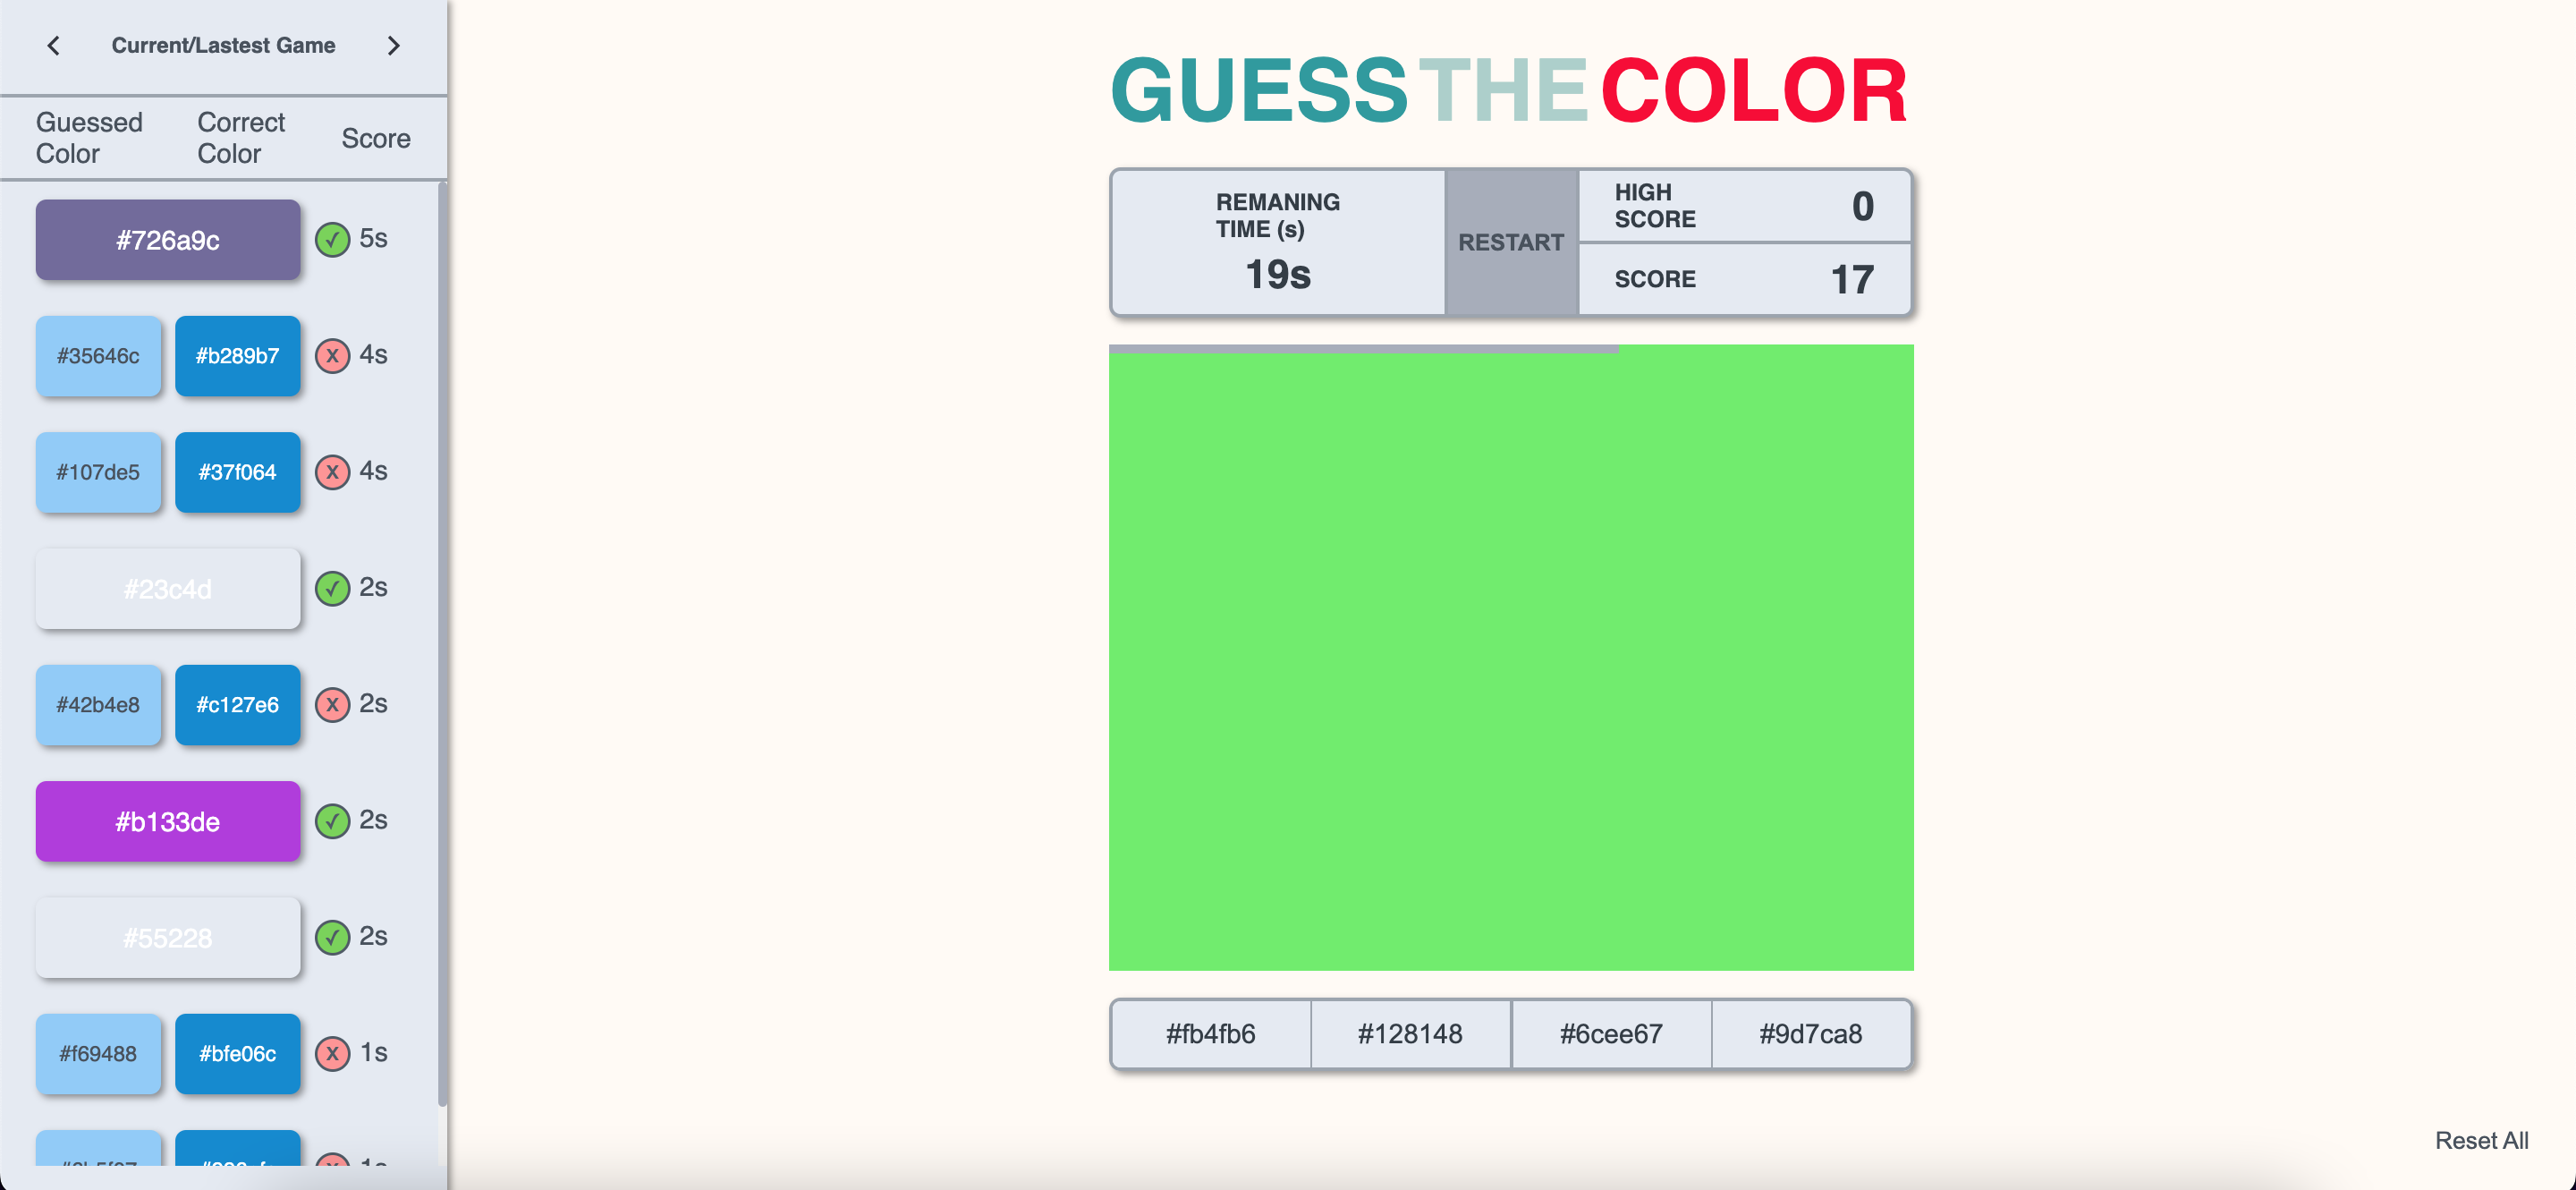 Current/Lastest Game
Guessed Color
Correct Color
Score
#726a9c
5s
#35646c
#b289b7
X
4s
#107de5
#37f064
X
4s
#23c4d
2s
#42b4e8
#c127e6
X
2s
#b133de
2s
#55228
2s
#f69488
#bfe06c
X
1s
GUESS THE COLOR
REMANING
TIME (s)
19s
RESTART
HIGH
SCORE
0
SCORE
17
#fb4fb6
#128148
#6cee67
#9d7ca8
Reset All